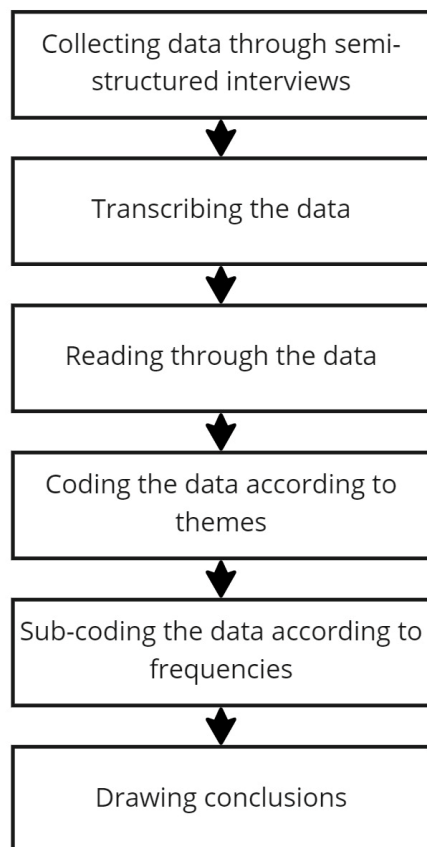 Collecting data through semi-
structured interviews
Transcribing the data
Reading through the data
Coding the data according to
themes
Sub-coding the data according to
frequencies
Drawing conclusions